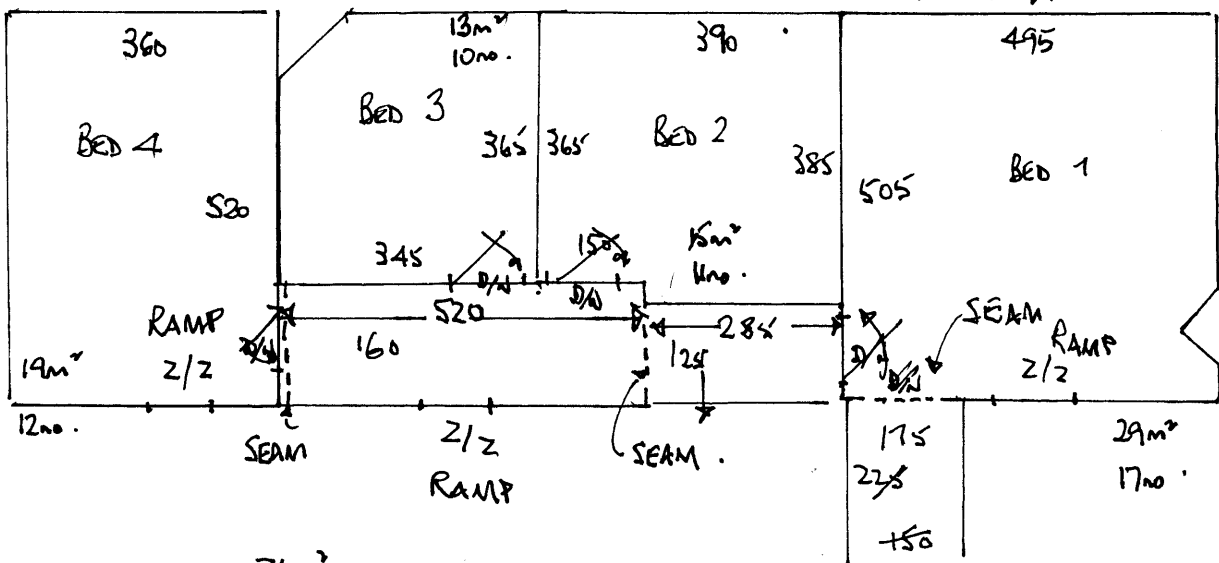 360
BED 4
520
RAMP
2/2
D/W
19m²
12no.
SEAM
13m²
10no.
BED 3
365
345
D/W
520
160
2/2
RAMP
390
BED 2
365
385
150
D/W
15m²
11no.
285
125
SEAM.
495
BED 1
505
SEAM
RAMP
2/2
D/W
175
225
150
29m²
17no.